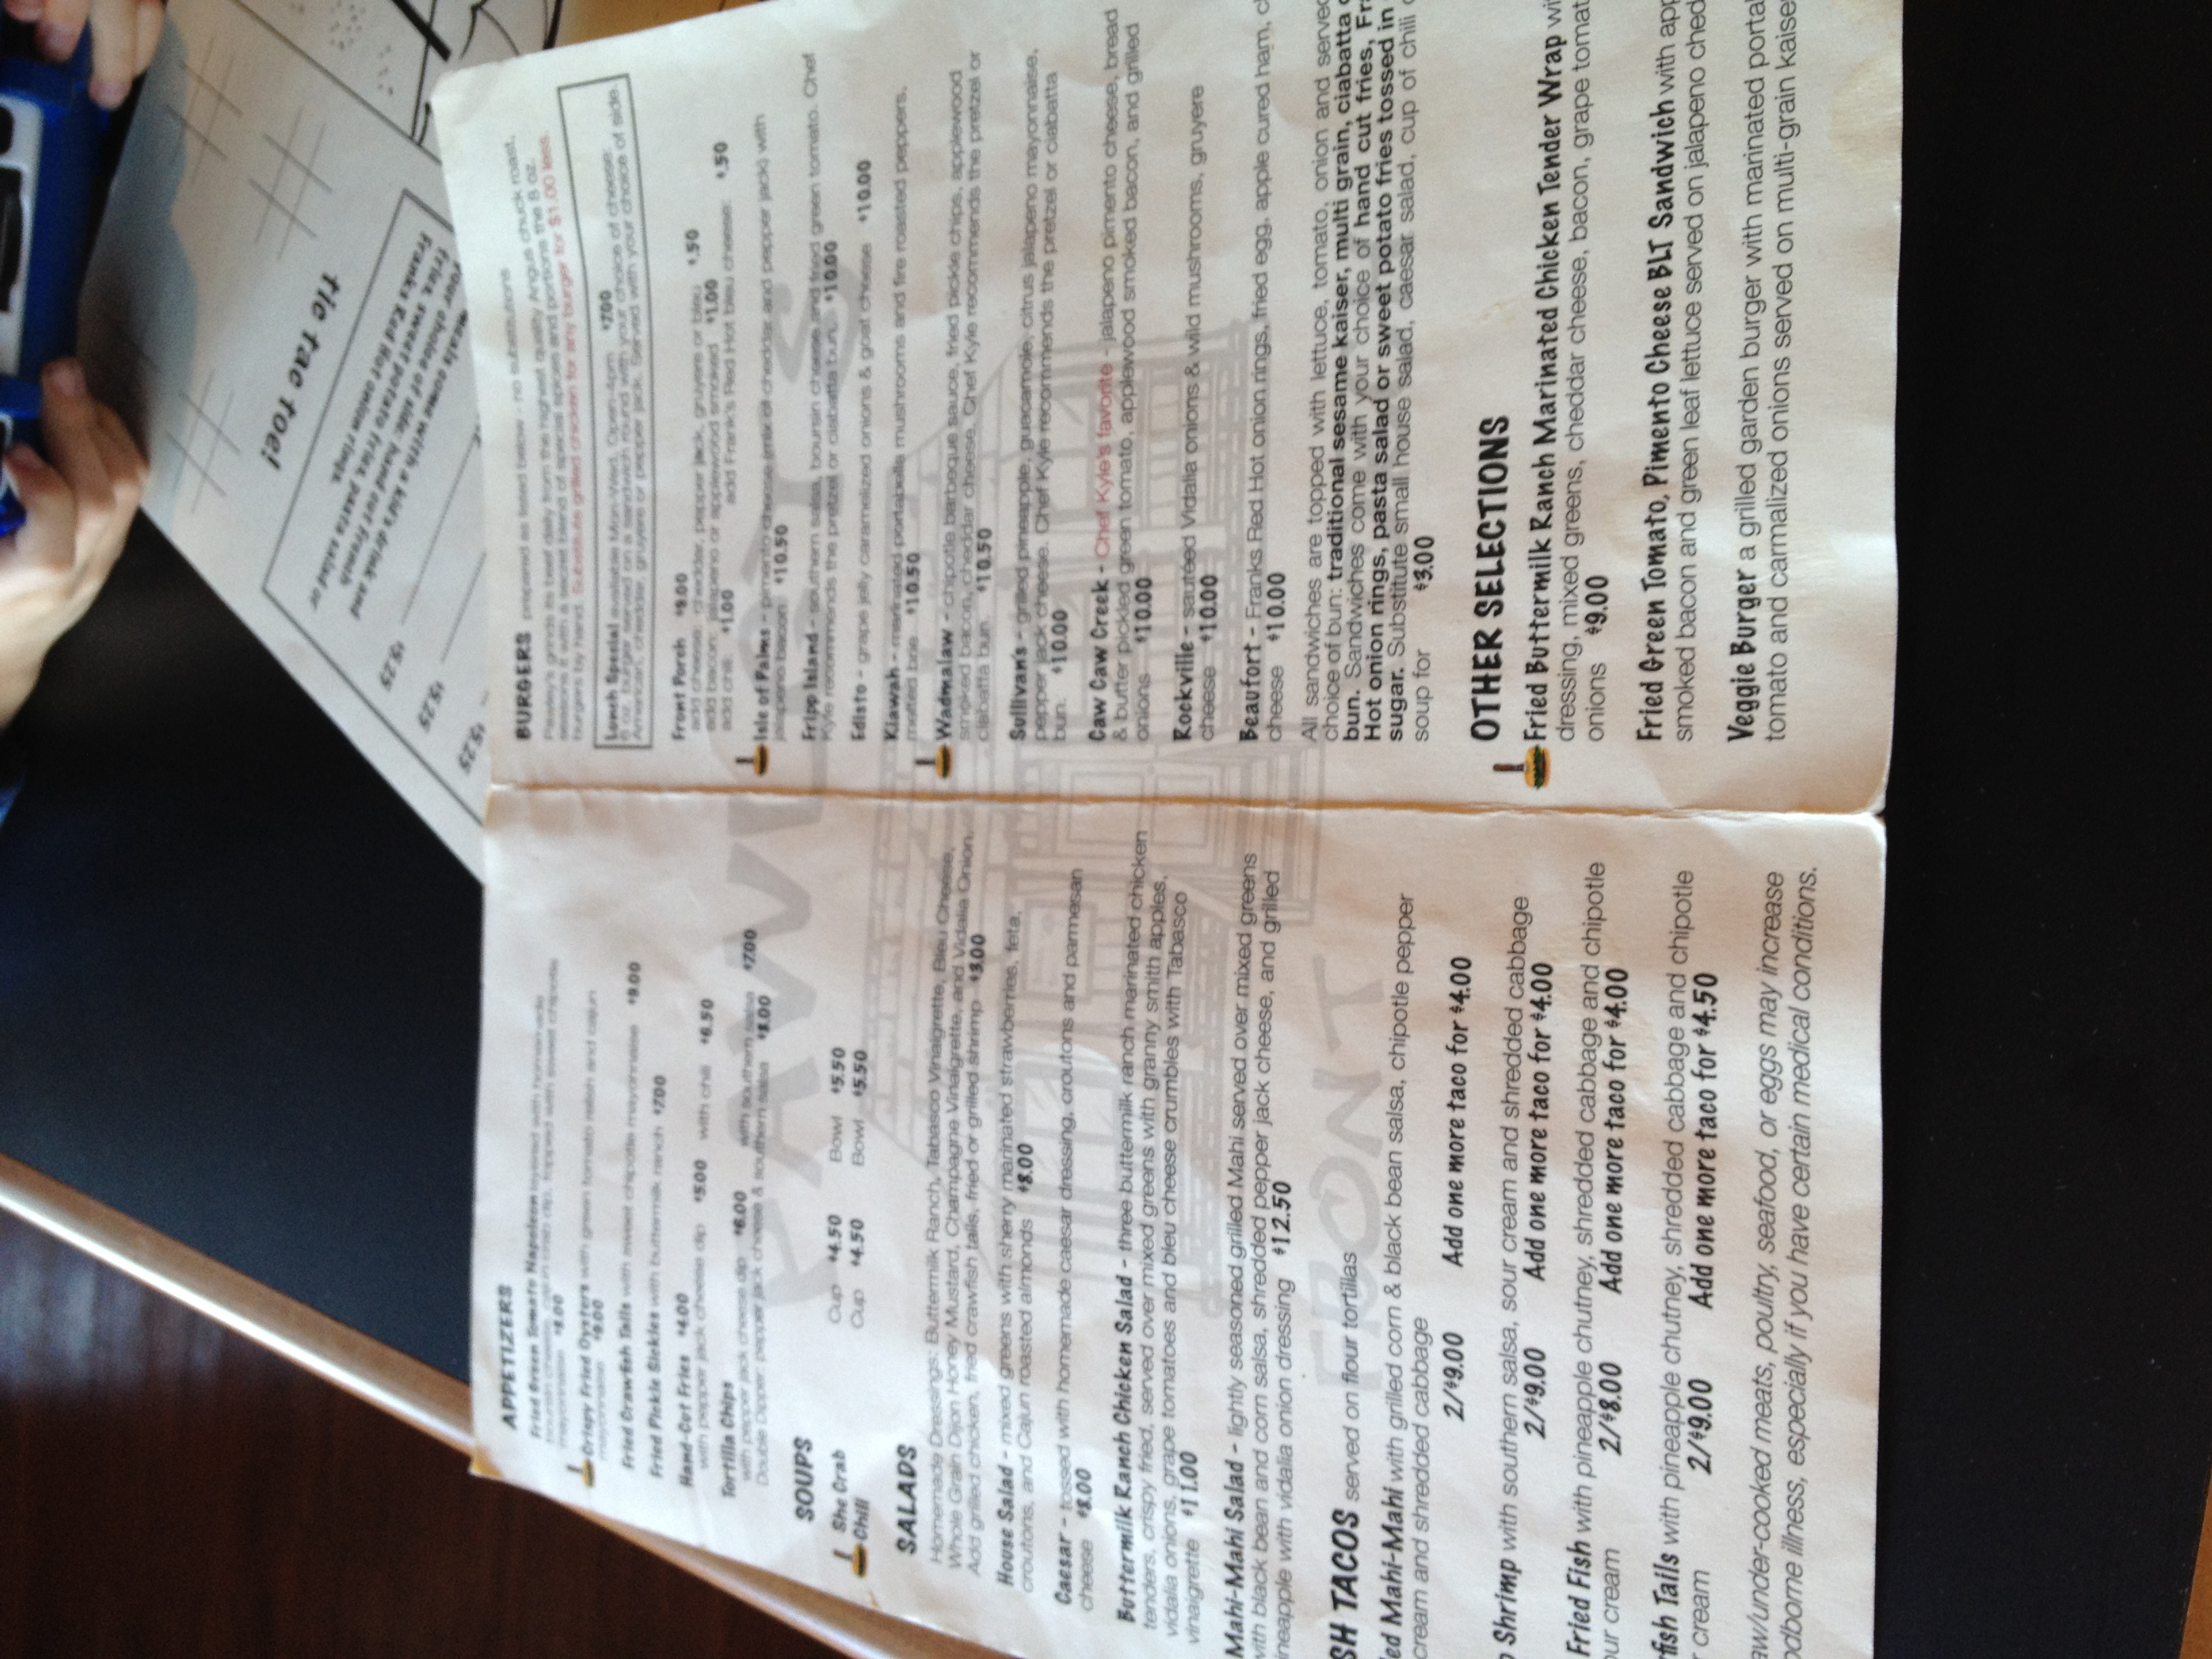 APPETIZERS
Fried Green Tomato Napoleon layered with homemade
boursin cheese, cajun crab dip, topped with sweet chipotle
mayonnaise $8.00
Crispy Fried Oysters with green tomato relish and cajun
mayonnaise $9.00
Fried Crawfish Tails with sweet chipotle mayonnaise $9.00
Fried Pickle Sickles with buttermilk ranch $7.00
Hand-Cut Fries $4.00
with pepper jack cheese dip $5.00 with chili $6.50
Tortilla Chips
with pepper jack cheese dip $6.00 with southern salsa $7.00
Double Dipper: pepper jack cheese & southern salsa $8.00
SOUPS
She Crab Cup $4.50 Bowl $5.50
Chili Cup $4.50 Bowl $5.50
SALADS
Homemade Dressings: Buttermilk Ranch, Tabasco Vinaigrette, Bleu Cheese,
Whole Grain Dijon Honey Mustard, Champagne Vinaigrette, and Vidalia Onion.
Add grilled chicken, fried crawfish tails, fried or grilled shrimp $3.00
House Salad - mixed greens with sherry marinated strawberries, feta,
croutons, and Cajun roasted almonds $8.00
Caesar - tossed with homemade caesar dressing, croutons and parmesan
cheese $8.00
Buttermilk Ranch Chicken Salad - three buttermilk ranch marinated chicken
tenders, crispy fried, served over mixed greens with granny smith apples,
vidalia onions, grape tomatoes and bleu cheese crumbles with Tabasco
vinaigrette $11.00
Mahi-Mahi Salad - lightly seasoned grilled Mahi served over mixed greens
with black bean and corn salsa, shredded pepper jack cheese, and grilled
ineapple with vidalia onion dressing $12.50
SH TACOS served on flour tortillas
ed Mahi-Mahi with grilled corn & black bean salsa, chipotle pepper
cream and shredded cabbage
2/$9.00 Add one more taco for $4.00
Shrimp with southern salsa, sour cream and shredded cabbage
2/$9.00 Add one more taco for $4.00
Fried Fish with pineapple chutney, shredded cabbage and chipotle
our cream 2/$8.00 Add one more taco for $4.00
fish Tails with pineapple chutney, shredded cabbage and chipotle
r cream 2/$9.00 Add one more taco for $4.50
aw/under-cooked meats, poultry, seafood, or eggs may increase
odborne illness, especially if you have certain medical conditions.
BURGERS prepared as listed below - no substitutions
Pawley's grinds its beef daily from the highest quality Angus chuck roast,
seasons it with a secret blend of special spices and portions the 8 oz.
burgers by hand. Substitute grilled chicken for any burger for $1.00 less.
Lunch Special available Mon-Wed, Open-4pm $7.00
6 oz. burger served on a sandwich round with your choice of cheese:
American, cheddar, gruyere or pepper jack. Served with your choice of side.
Front Porch $8.00
add cheese: cheddar, pepper jack, gruyere or bleu $.50
add bacon: jalapeno or applewood smoked $1.00
add chili: $1.00 add Frank's Red Hot bleu cheese: $.50
Isle of Palms - pimento cheese (mix of cheddar and pepper jack) with
jalapeno bacon $10.50
Fripp Island - southern salsa, boursin cheese and fried green tomato. Chef
Kyle recommends the pretzel or ciabatta bun. $10.00
Edisto - grape jelly caramelized onions & goat cheese $10.00
Kiawah - marinated portabella mushrooms and fire roasted peppers,
melted brie $10.50
Wadmalaw - chipotle barbeque sauce, fried pickle chips, applewood
smoked bacon, cheddar cheese. Chef Kyle recommends the pretzel or
ciabatta bun. $10.50
Sullivan's - grilled pineapple, guacamole, citrus jalapeno mayonnaise,
pepper jack cheese. Chef Kyle recommends the pretzel or ciabatta
bun. $10.00
Caw Caw Creek - Chef Kyle's favorite - jalapeno pimento cheese, bread
& butter pickled green tomato, applewood smoked bacon, and grilled
onions $10.00
Rockville - sautéed Vidalia onions & wild mushrooms, gruyere
cheese $10.00
Beaufort - Franks Red Hot onion rings, fried egg, apple cured ham, c
cheese $10.00
All sandwiches are topped with lettuce, tomato, onion and served
choice of bun: traditional sesame kaiser, multi grain, ciabatta
bun. Sandwiches come with your choice of hand cut fries, Fr
Hot onion rings, pasta salad or sweet potato fries tossed in
sugar. Substitute small house salad, caesar salad, cup of chili
soup for $3.00
OTHER SELECTIONS
Fried Buttermilk Ranch Marinated Chicken Tender Wrap wi
dressing, mixed greens, cheddar cheese, bacon, grape tomat
onions $9.00
Fried Green Tomato, Pimento Cheese BLT Sandwich with app
smoked bacon and green leaf lettuce served on jalapeno ched
Veggie Burger a grilled garden burger with marinated porta
tomato and carmalized onions served on multi-grain kaise
PAWLEY'S
FRONT
tic tac toe!
meals come with a kid's drink and
your choice of side: hand cut french
fries, sweet potato fries, pasta salad or
Franks Red Hot onion rings.
$5.25
$5.25
$5.25